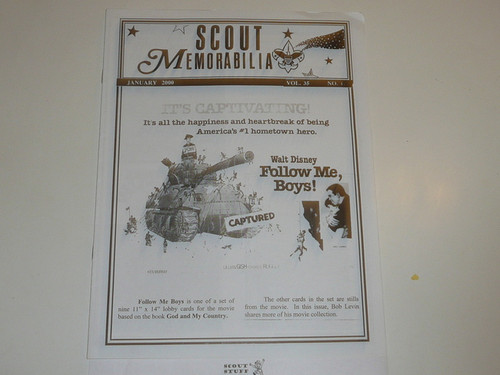 SCOUT
MEMORABILIA
JANUARY 2000 VOL. 35 NO. 1
IT'S CAPTIVATING!
It's all the happiness and heartbreak of being
America's #1 hometown hero.
Walt Disney
Follow Me,
Boys!
CAPTURED
Follow Me Boys is one of a set of
nine 11" x 14" lobby cards for the movie
based on the book God and My Country.
The other cards in the set are stills
from the movie. In this issue, Bob Levin
shares more of his movie collection.
SCOUT
STUFF